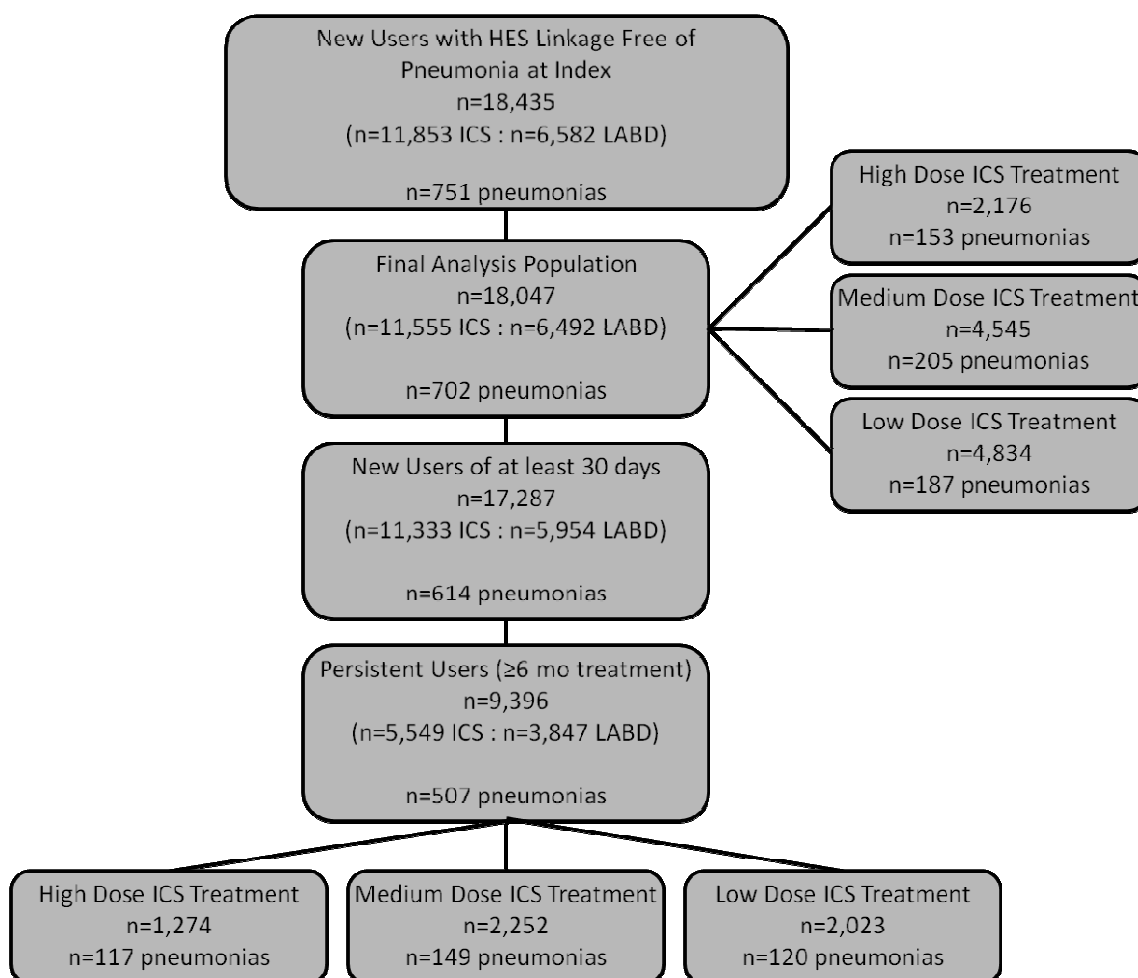 New Users with HES Linkage Free of
Pneumonia at Index
n=18,435
(n=11,853 ICS : n=6,582 LABD)
n=751 pneumonias
Final Analysis Population
n=18,047
(n=11,555 ICS : n=6,492 LABD)
n=702 pneumonias
High Dose ICS Treatment
n=2,176
n=153 pneumonias
Medium Dose ICS Treatment
n=4,545
n=205 pneumonias
Low Dose ICS Treatment
n=4,834
n=187 pneumonias
New Users of at least 30 days
n=17,287
(n=11,333 ICS : n=5,954 LABD)
n=614 pneumonias
Persistent Users (≥6 mo treatment)
n=9,396
(n=5,549 ICS : n=3,847 LABD)
n=507 pneumonias
High Dose ICS Treatment
n=1,274
n=117 pneumonias
Medium Dose ICS Treatment
n=2,252
n=149 pneumonias
Low Dose ICS Treatment
n=2,023
n=120 pneumonias